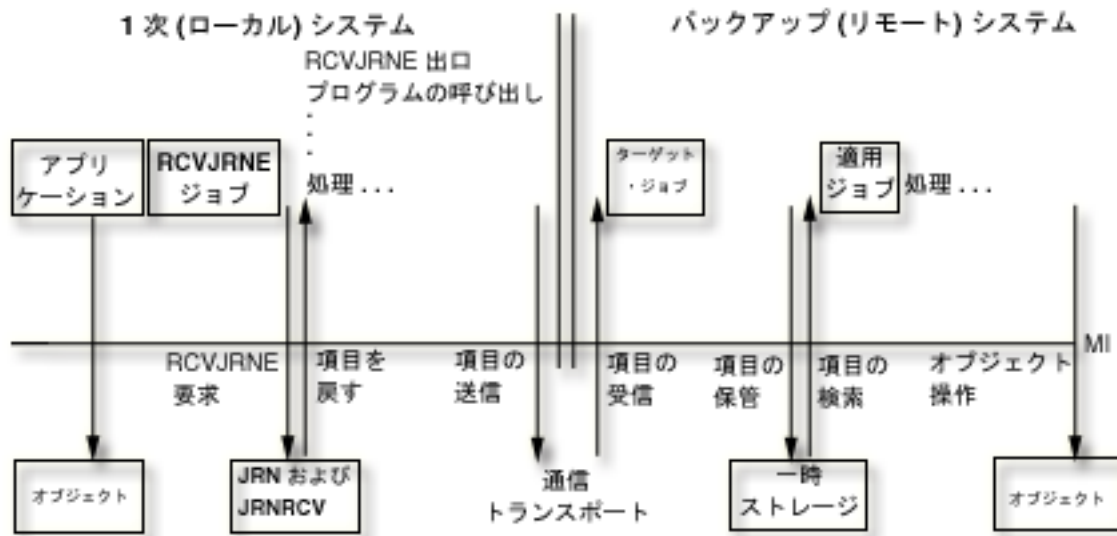 1 次 (ローカル) システム
バックアップ (リモート) システム
RCVJRNE 出口
プログラムの呼び出し
.
.
.
処理 . . .
アプリ
ケーション
RCVJRNE
ジョブ
ターゲット
・ジョブ
適用
ジョブ
処理 . . .
MI
RCVJRNE
要求
項目を
戻す
項目の
送信
項目の
受信
項目の
保管
項目の
検索
オブジェクト
操作
オブジェクト
JRN および
JRNRCV
通信
トランスポート
一時
ストレージ
オブジェクト